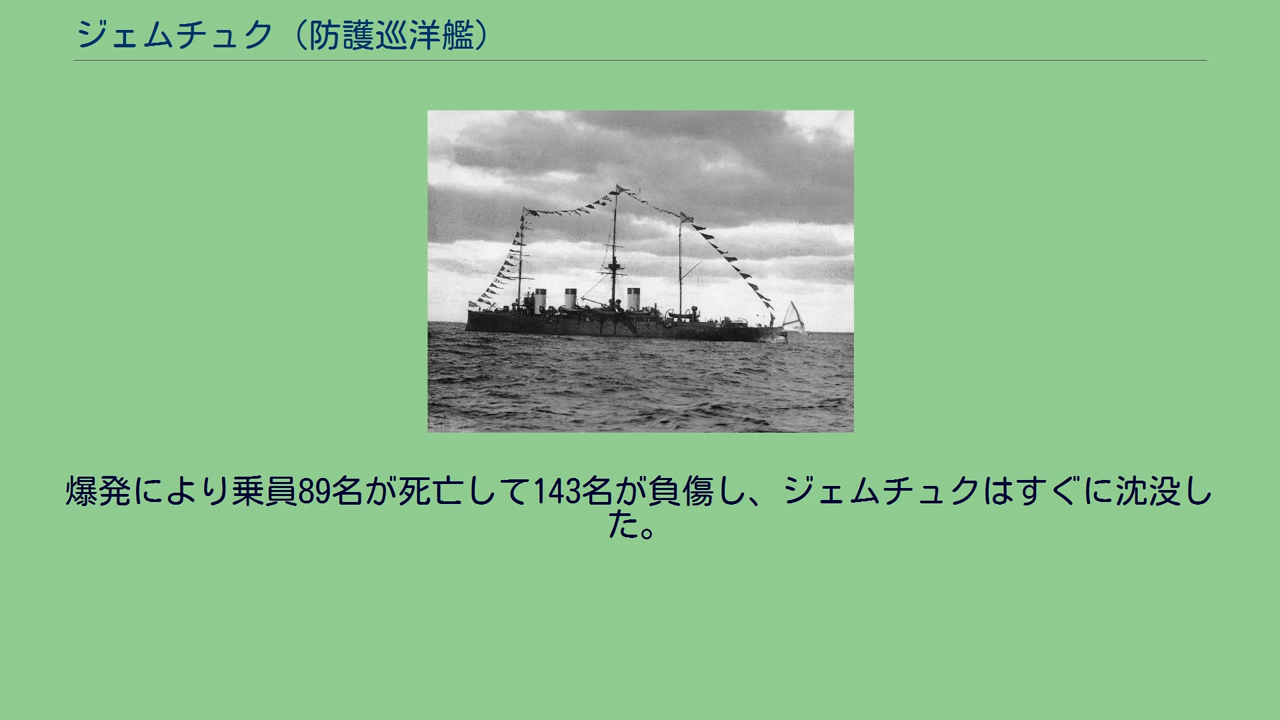 ジェムチュク（防護巡洋艦）
爆発により乗員89名が死亡して143名が負傷し、ジェムチュクはすぐに沈没し
た。